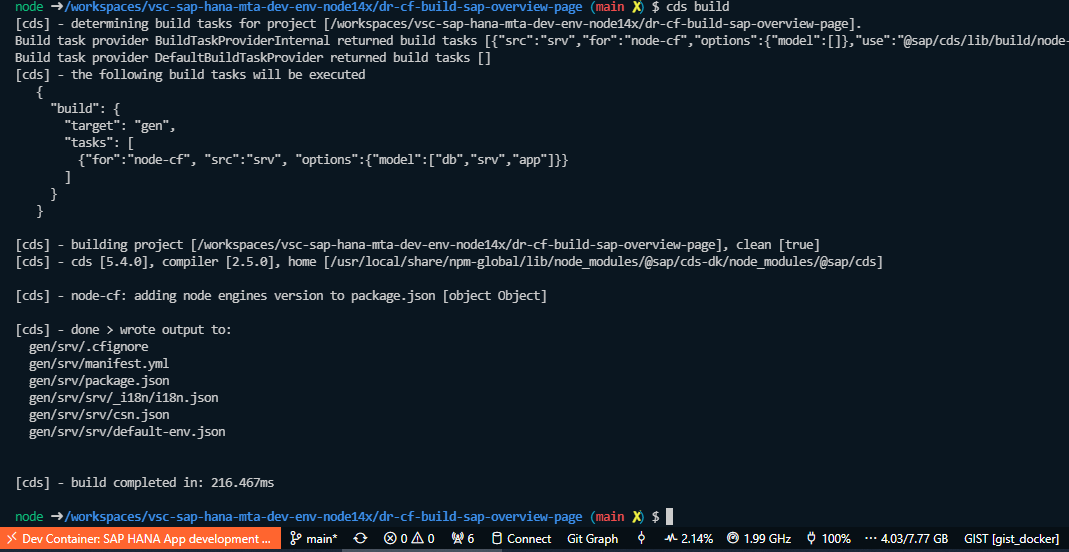 node ➜/workspaces/vsc-sap-hana-mta-dev-env-node14x/dr-cf-build-sap-overview-page (main ✗) $ cds build
[cds] - determining build tasks for project [/workspaces/vsc-sap-hana-mta-dev-env-node14x/dr-cf-build-sap-overview-page].
Build task provider BuildTaskProviderInternal returned build tasks [{"src":"srv","for":"node-cf","options":{"model":[]},"use":"@sap/cds/lib/build/node-
Build task provider DefaultBuildTaskProvider returned build tasks []
[cds] - the following build tasks will be executed
{
"build": {
"target": "gen",
"tasks": [
{"for":"node-cf", "src":"srv", "options":{"model":["db","srv","app"]}}
]
}
}
[cds] - building project [/workspaces/vsc-sap-hana-mta-dev-env-node14x/dr-cf-build-sap-overview-page], clean [true]
[cds] - cds [5.4.0], compiler [2.5.0], home [/usr/local/share/npm-global/lib/node_modules/@sap/cds-dk/node_modules/@sap/cds]
[cds] - node-cf: adding node engines version to package.json [object Object]
[cds] - done > wrote output to:
gen/srv/.cfignore
gen/srv/manifest.yml
gen/srv/package.json
gen/srv/srv/_i18n/i18n.json
gen/srv/srv/csn.json
gen/srv/srv/default-env.json
[cds] - build completed in: 216.467ms
node ➜/workspaces/vsc-sap-hana-mta-dev-env-node14x/dr-cf-build-sap-overview-page (main ✗) $
Dev Container: SAP HANA App development ... main* 0 0 6 Connect Git Graph 2.14% 1.99 GHz 100% 4.03/7.77 GB GIST [gist_docker]